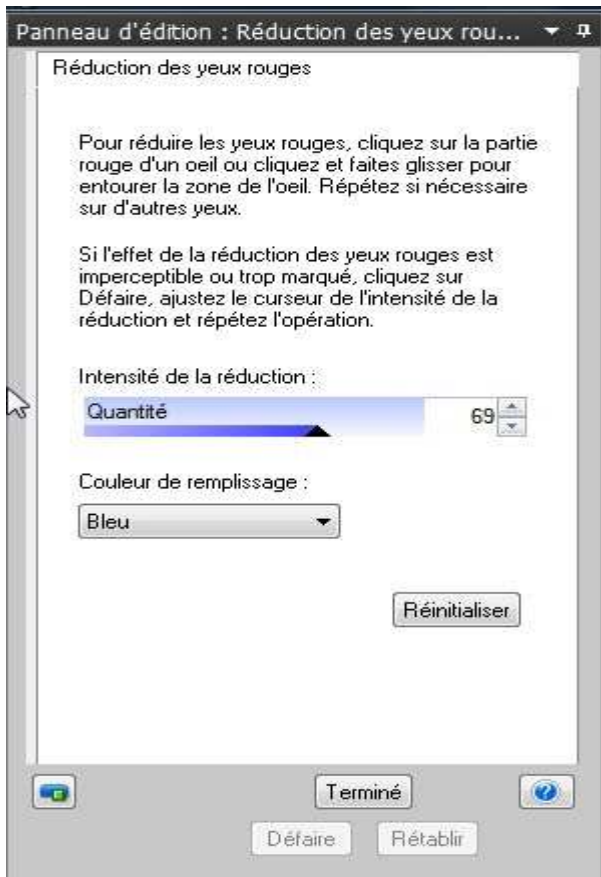 Panneau d'édition : Réduction des yeux rou...
Réduction des yeux rouges
Pour réduire les yeux rouges, cliquez sur la partie
rouge d'un oeil ou cliquez et faites glisser pour
entourer la zone de l'oeil. Répétez si nécessaire
sur d'autres yeux.
Si l'effet de la réduction des yeux rouges est
imperceptible ou trop marqué, cliquez sur
Défaire, ajustez le curseur de l'intensité de la
réduction et répétez l'opération.
Intensité de la réduction :
Quantité 69
Couleur de remplissage :
Bleu
Réinitialiser
Terminé ?
Défaire Rétablir